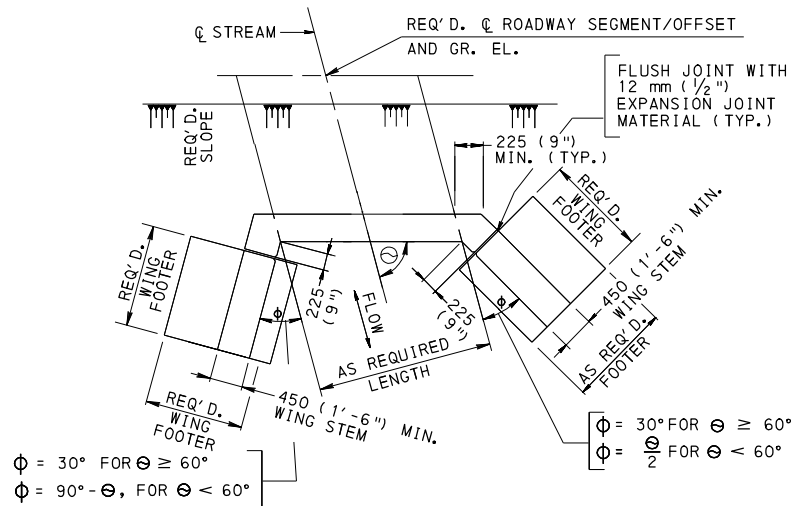 ℄ STREAM
REQ'D. ℄ ROADWAY SEGMENT/OFFSET
AND GR. EL.
FLUSH JOINT WITH
12 mm (1/2")
EXPANSION JOINT
MATERIAL (TYP.)
REQ'D.
SLOPE
225 (9")
MIN. (TYP.)
REQ'D.
WING
FOOTER
REQ'D.
WING
FOOTER
450 (1'-6") MIN.
WING STEM
225
(9")
Θ
FLOW
225
(9")
ϕ
ϕ
AS REQUIRED
LENGTH
AS REQ'D.
FOOTER
REQ'D.
WING
FOOTER
450 (1'-6") MIN.
WING STEM
ϕ = 30° FOR Θ ≥ 60°
ϕ = Θ/2 FOR Θ < 60°
ϕ = 30° FOR Θ ≥ 60°
ϕ = 90°-Θ, FOR Θ < 60°